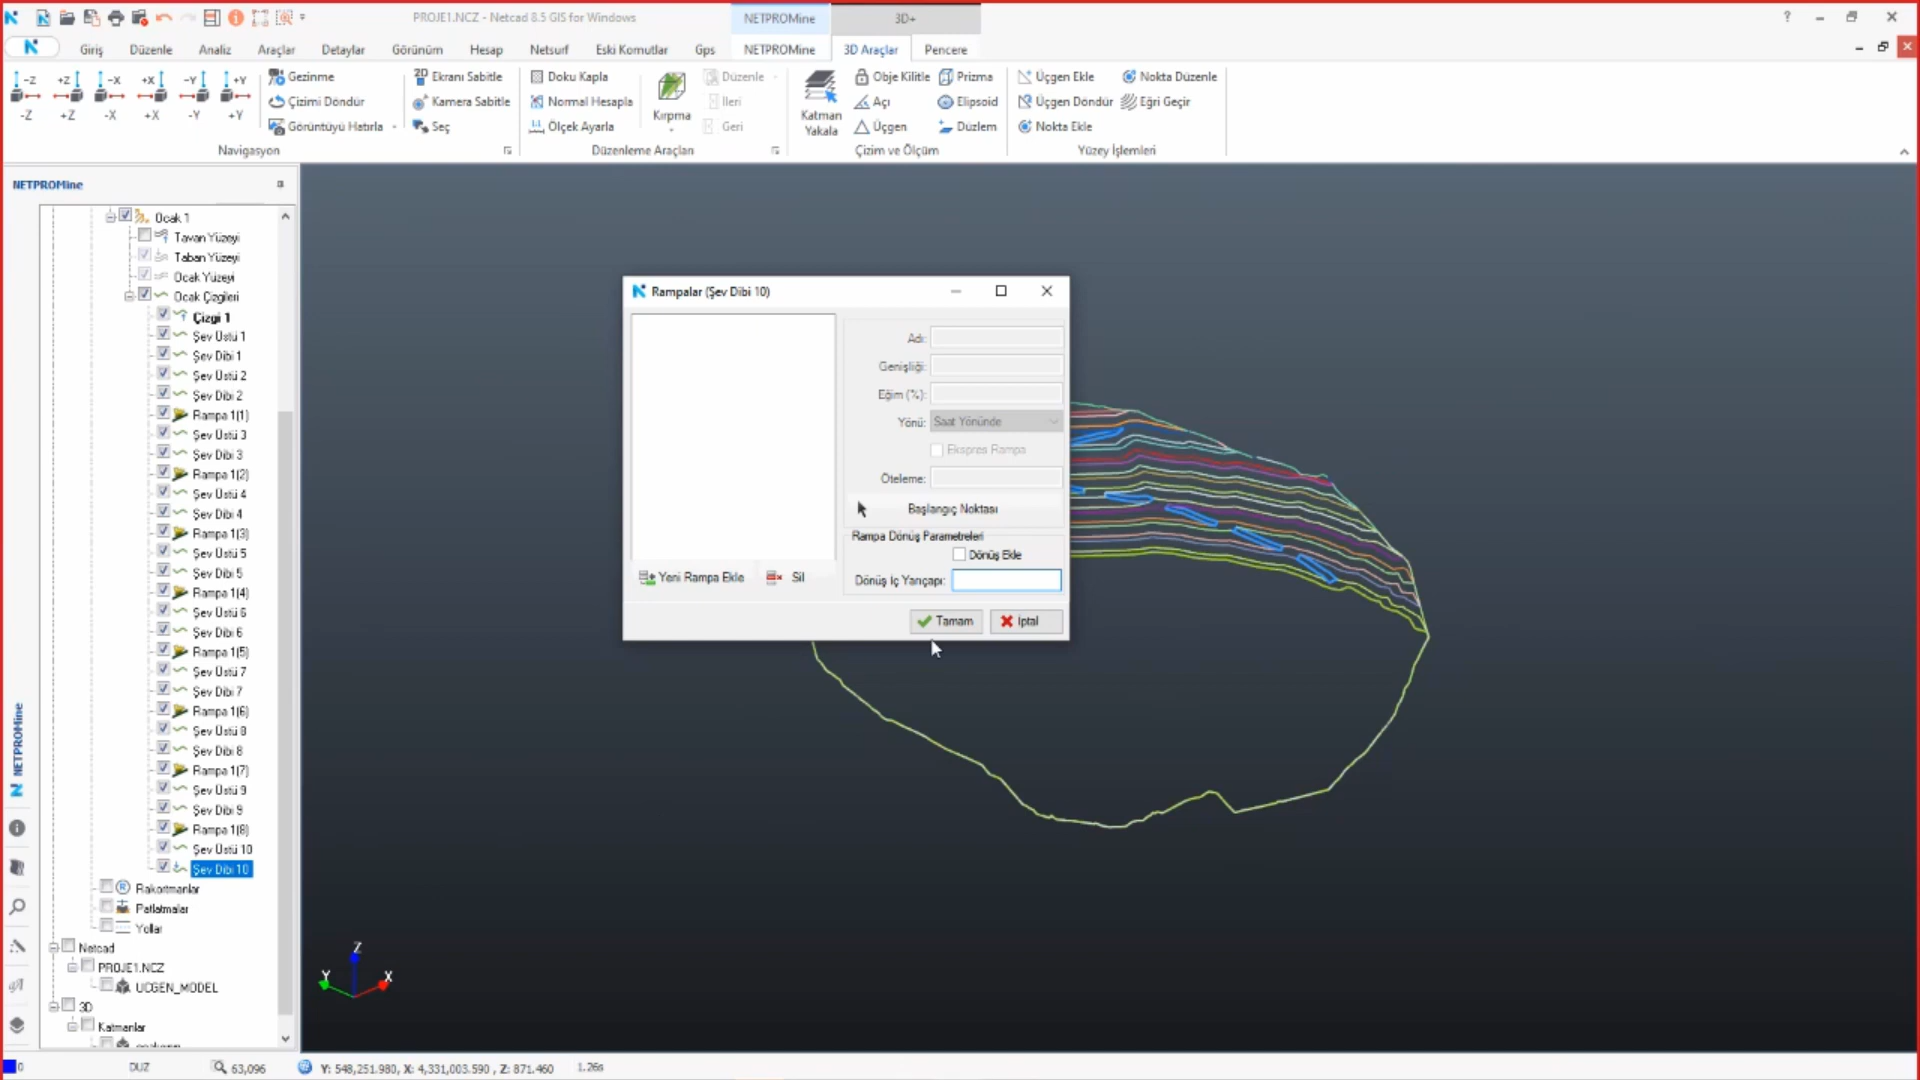 PROJE1.NCZ - Netcad 8.5 GIS for Windows
NETPROMine
3D+
Giriş Düzenle Analiz Araçlar Detaylar Görünüm Hesap Netsurf Eski Komutlar Gps NETPROMine 3D Araçlar Pencere
-Z +Z -X +X -Y +Y
-Z +Z -X +X -Y +Y
Gezinme
Çizimi Döndür
Görüntüyü Hatırla
2D Ekranı Sabitle
Kamera Sabitle
Seç
Navigasyon
Doku Kapla
Normal Hesapla
Ölçek Ayarla
Kırpma
Düzenle
İleri
Geri
Düzenleme Araçları
Katman Yakala
Obje Kilitle
Açı
Üçgen
Prizma
Elipsoid
Düzlem
Çizim ve Ölçüm
Üçgen Ekle
Üçgen Döndür
Nokta Ekle
Nokta Düzenle
Eğri Geçir
Yüzey İşlemleri
NETPROMine
NETPROMine
Ocak 1
Tavan Yüzeyi
Taban Yüzeyi
Ocak Yüzeyi
Ocak Çizgileri
Çizgi 1
Şev Üstü 1
Şev Dibi 1
Şev Üstü 2
Şev Dibi 2
Rampa 1(1)
Şev Üstü 3
Şev Dibi 3
Rampa 1(2)
Şev Üstü 4
Şev Dibi 4
Rampa 1(3)
Şev Üstü 5
Şev Dibi 5
Rampa 1(4)
Şev Üstü 6
Şev Dibi 6
Rampa 1(5)
Şev Üstü 7
Şev Dibi 7
Rampa 1(6)
Şev Üstü 8
Şev Dibi 8
Rampa 1(7)
Şev Üstü 9
Şev Dibi 9
Rampa 1(8)
Şev Üstü 10
Şev Dibi 10
Rakortmanlar
Patlatmalar
Yollar
Netcad
PROJE1.NCZ
UCGEN_MODEL
3D
Katmanlar
Rampalar (Şev Dibi 10)
Adı:
Genişliği:
Eğim (%):
Yönü: Saat Yönünde
Ekspres Rampa
Öteleme:
Başlangıç Noktası
Rampa Dönüş Parametreleri
Dönüş Ekle
Dönüş İç Yarıçapı:
Yeni Rampa Ekle
Sil
Tamam
İptal
Z
Y
X
0 DUZ 63,096 Y: 548,251.980, X: 4,331,003.590 , Z: 871.460 1.26s